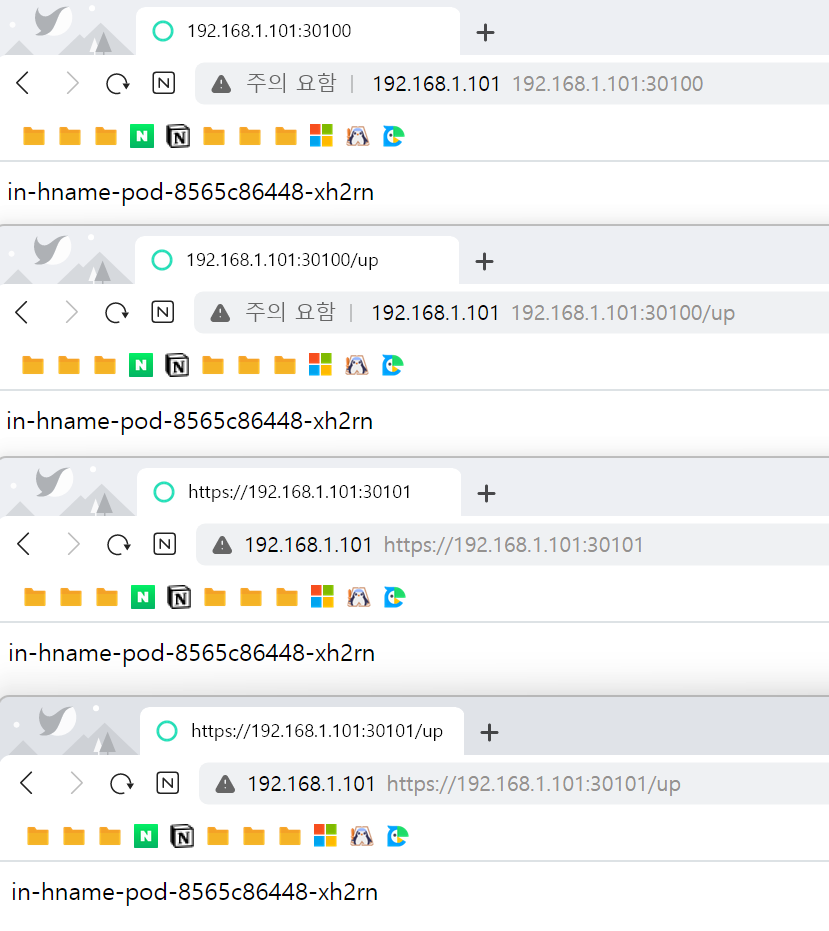 192.168.1.101:30100
N 주의 요함 | 192.168.1.101 192.168.1.101:30100
N N
in-hname-pod-8565c86448-xh2rn
192.168.1.101:30100/up
N 주의 요함 | 192.168.1.101 192.168.1.101:30100/up
N N
in-hname-pod-8565c86448-xh2rn
https://192.168.1.101:30101
N 192.168.1.101 https://192.168.1.101:30101
N N
in-hname-pod-8565c86448-xh2rn
https://192.168.1.101:30101/up
N 192.168.1.101 https://192.168.1.101:30101/up
N N
in-hname-pod-8565c86448-xh2rn